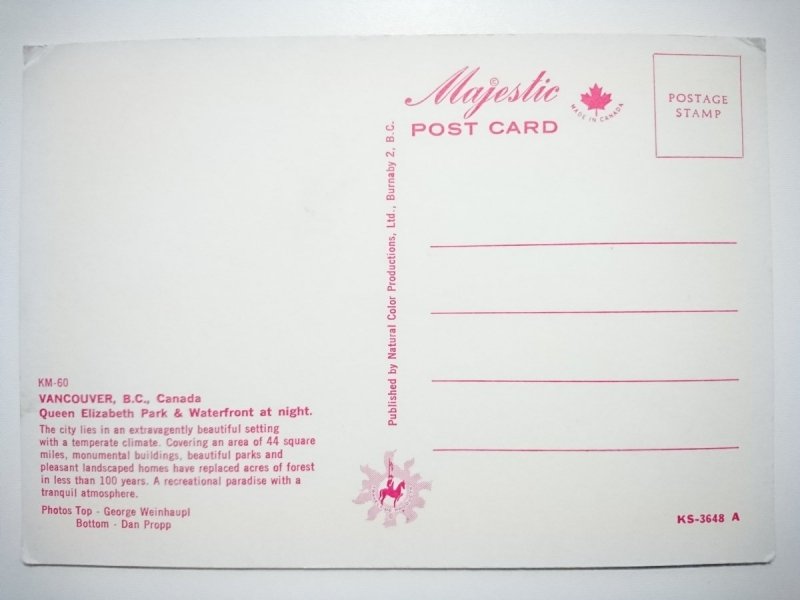 Majestic ©
POST CARD
MADE IN CANADA
POSTAGE
STAMP
Published by Natural Color Productions, Ltd., Burnaby 2, B.C.
KM-60
VANCOUVER, B.C., Canada
Queen Elizabeth Park & Waterfront at night.
The city lies in an extravagently beautiful setting
with a temperate climate. Covering an area of 44 square
miles, monumental buildings, beautiful parks and
pleasant landscaped homes have replaced acres of forest
in less than 100 years. A recreational paradise with a
tranquil atmosphere.
Photos Top - George Weinhaupl
Bottom - Dan Propp
KS-3648 A